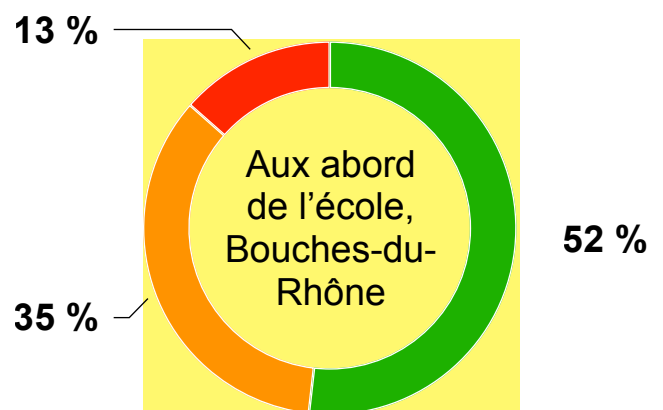 13 %
Aux abord
de l’école,
Bouches-du-
Rhône
52 %
35 %